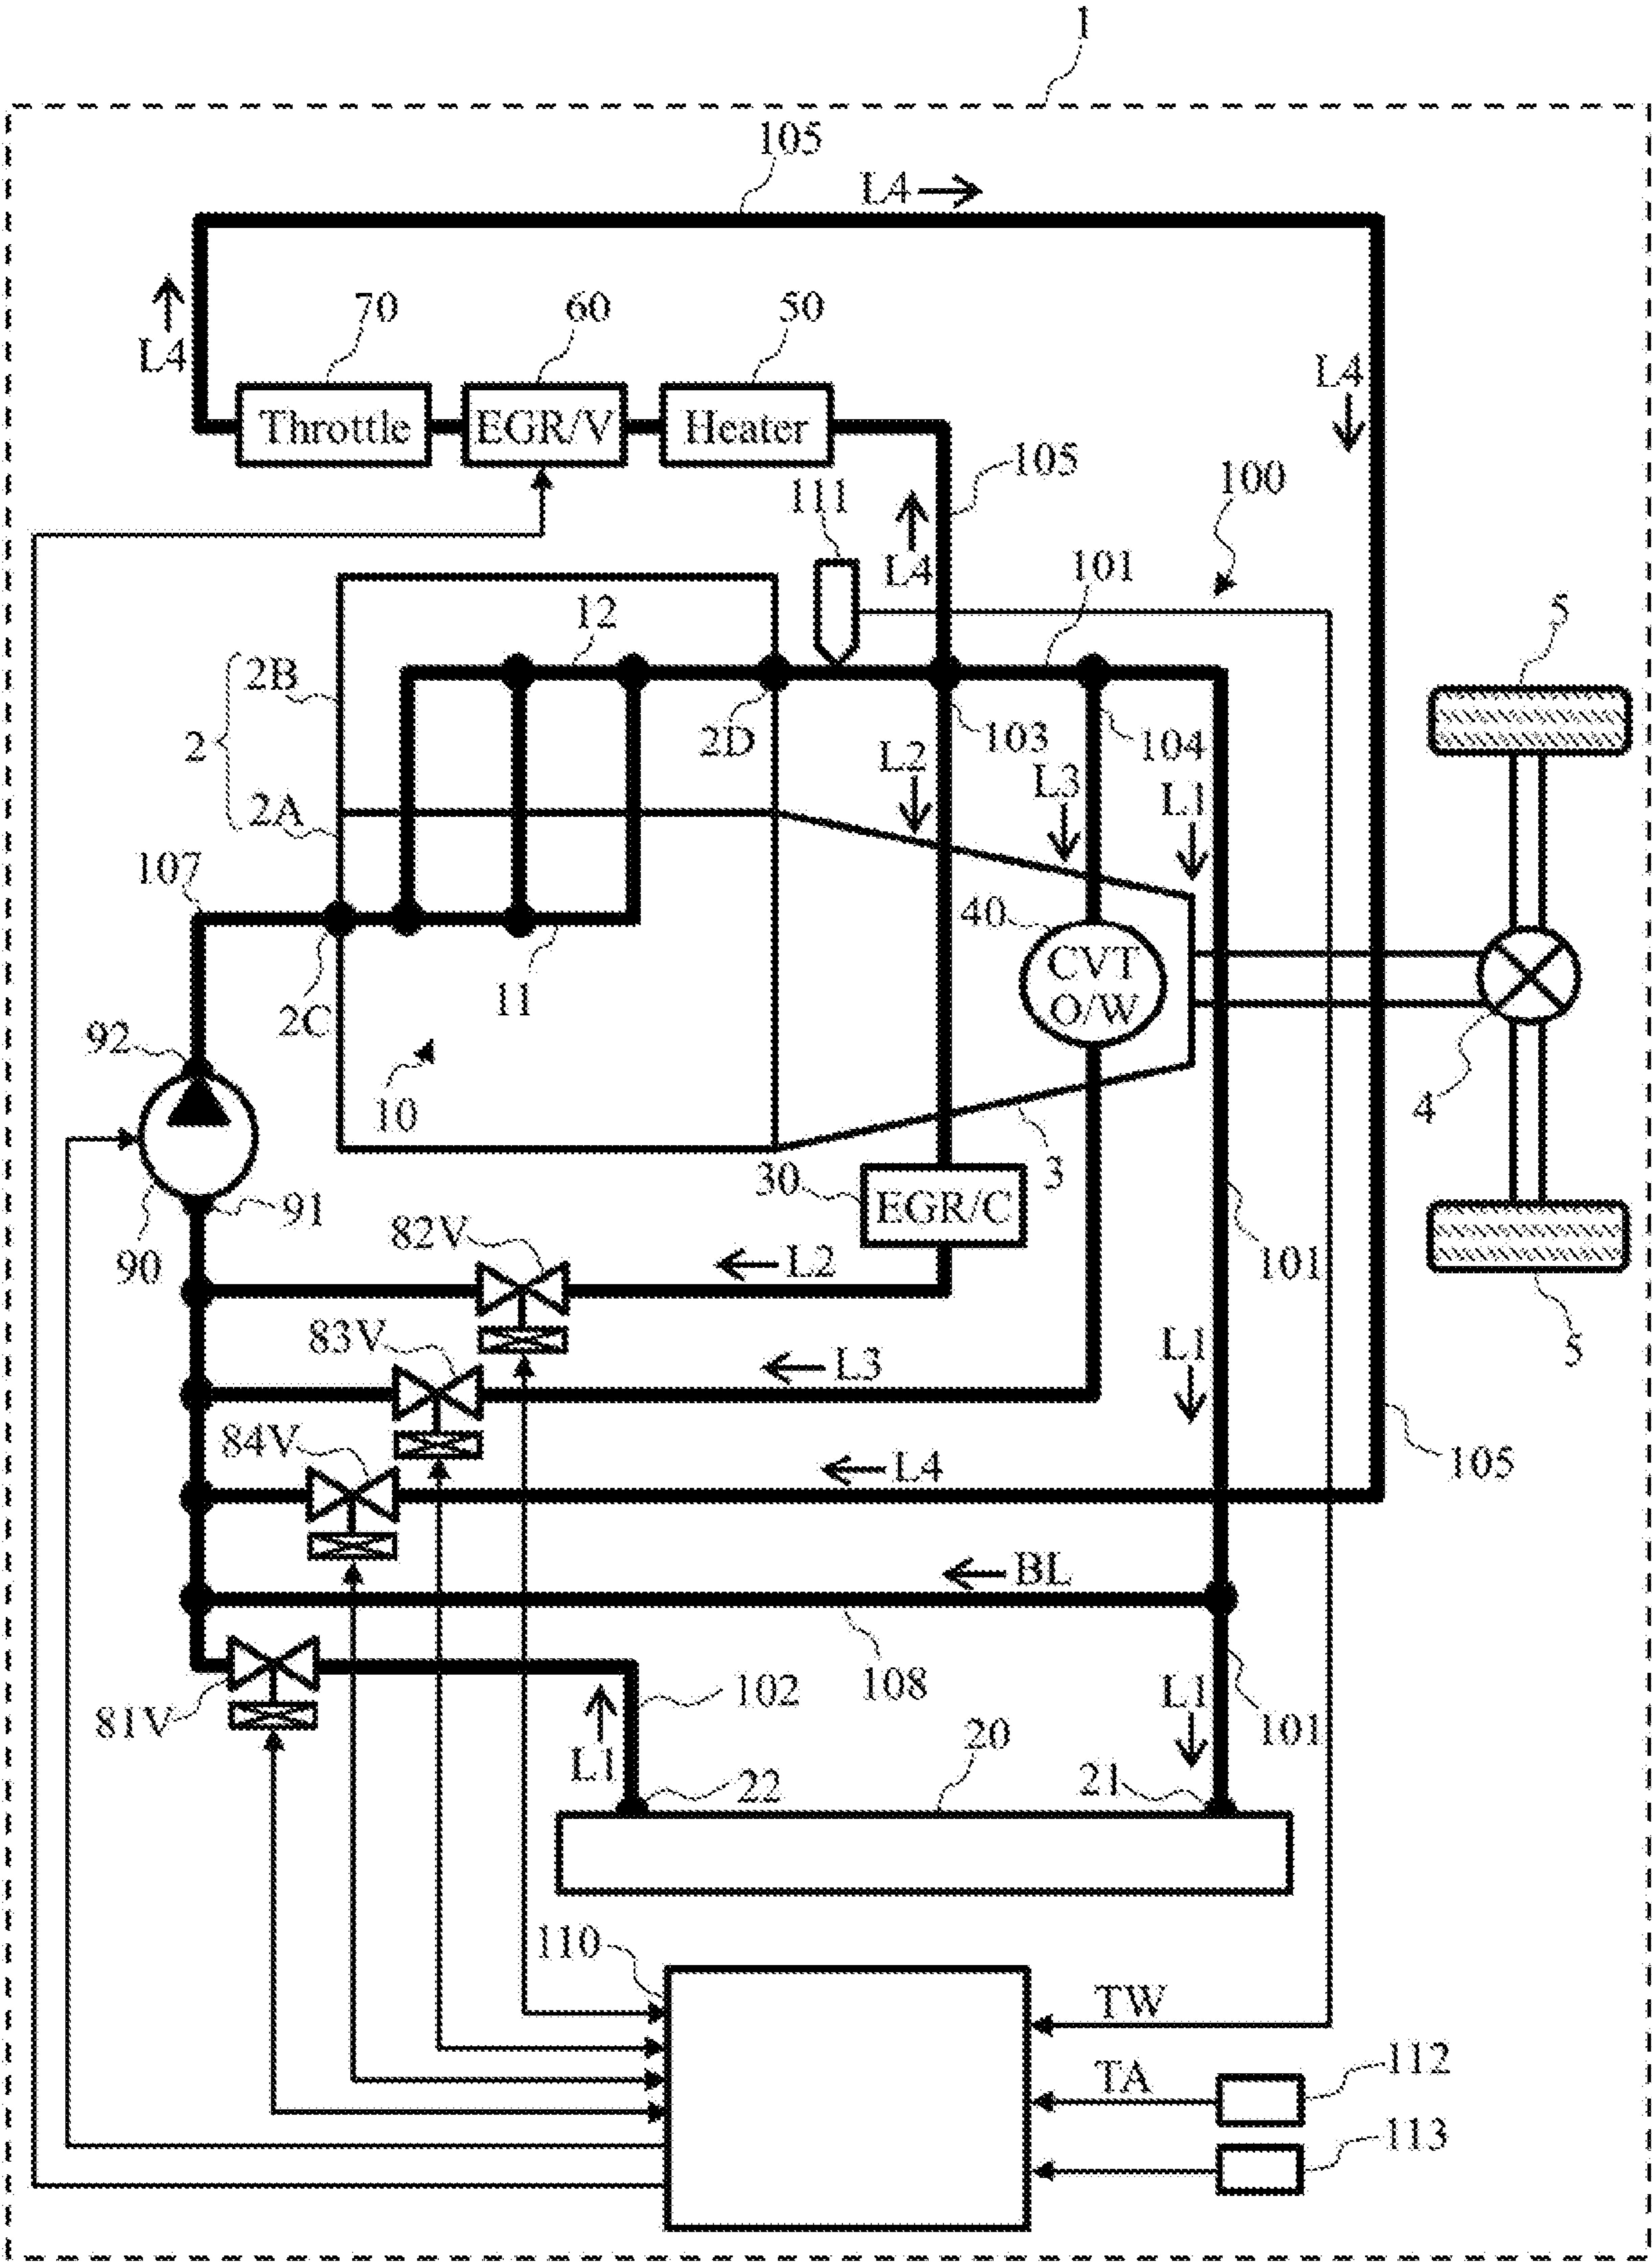 1
105
L4
70
60
50
L4
L4
Throttle
EGR/V
Heater
105
111
100
L4
101
12
5
2B
2
2D
103
104
L2
L3
L1
2A
107
40
CVT
O/W
11
2C
92
10
4
3
30
EGR/C
91
90
82V
L2
101
83V
L3
L1
5
84V
L4
105
BL
108
102
L1
101
81V
L1
20
22
21
110
TW
TA
112
113